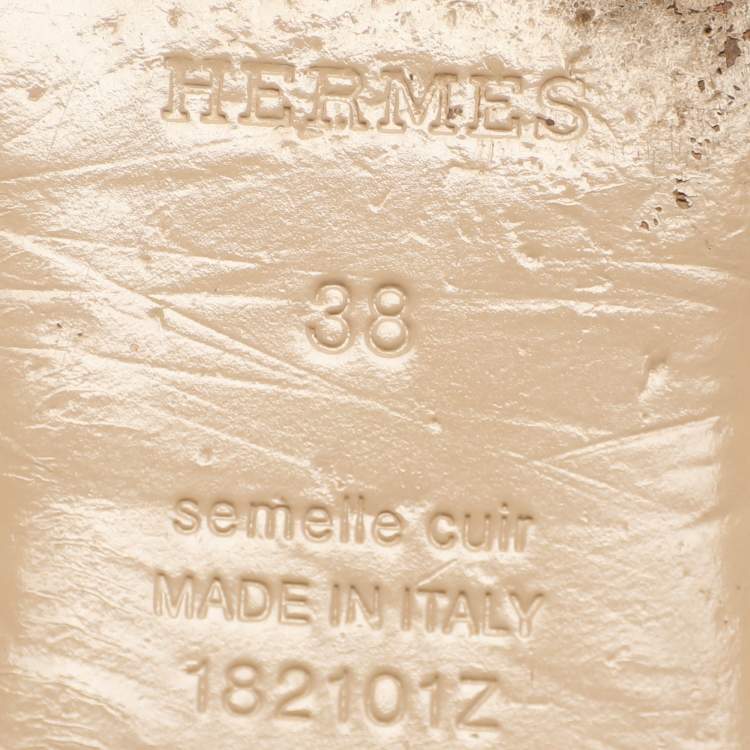 HERMES
38
semelle cuir
MADE IN ITALY
182101Z